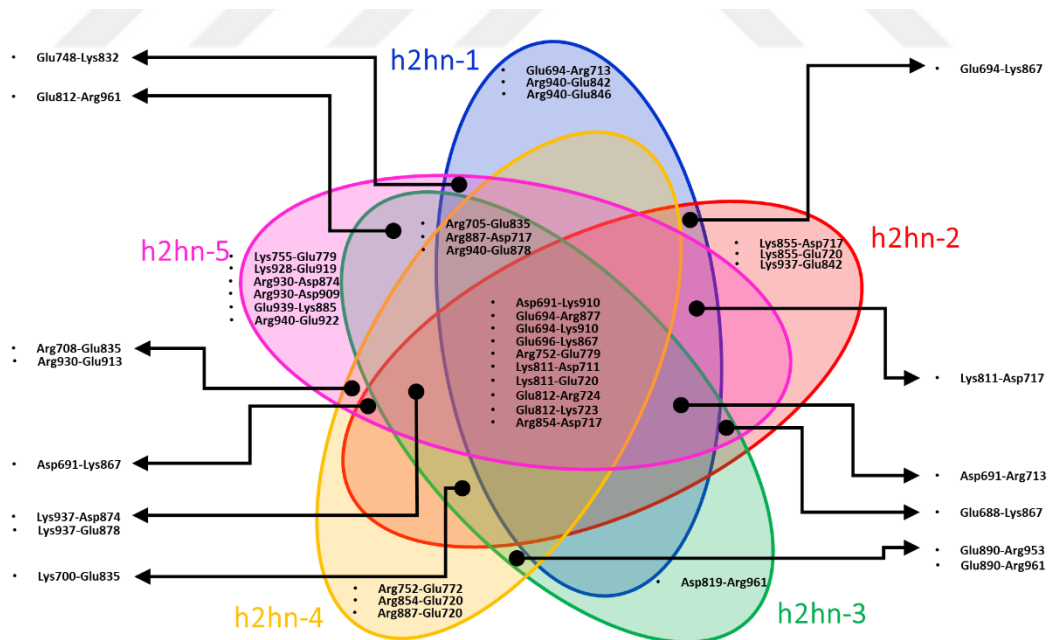 h2hn-1
• Glu694-Arg713
• Arg940-Glu842
• Arg940-Glu846
• Glu748-Lys832
• Glu812-Arg961
• Glu694-Lys867
h2hn-2
• Lys855-Asp717
• Lys855-Glu720
• Lys937-Glu842
• Arg705-Glu835
• Arg887-Asp717
• Arg940-Glu878
h2hn-5
• Lys755-Glu779
• Lys928-Glu919
• Arg930-Asp874
• Arg930-Asp909
• Glu939-Lys885
• Arg940-Glu922
• Asp691-Lys910
• Glu694-Arg877
• Glu694-Lys910
• Glu696-Lys867
• Arg752-Glu779
• Lys811-Asp711
• Lys811-Glu720
• Glu812-Arg724
• Glu812-Lys723
• Arg854-Asp717
• Arg708-Glu835
• Arg930-Glu913
• Lys811-Asp717
• Asp691-Lys867
• Asp691-Arg713
• Lys937-Asp874
• Lys937-Glu878
• Glu688-Lys867
• Glu890-Arg953
• Glu890-Arg961
• Lys700-Glu835
• Asp819-Arg961
h2hn-3
• Arg752-Glu772
• Arg854-Glu720
• Arg887-Glu720
h2hn-4